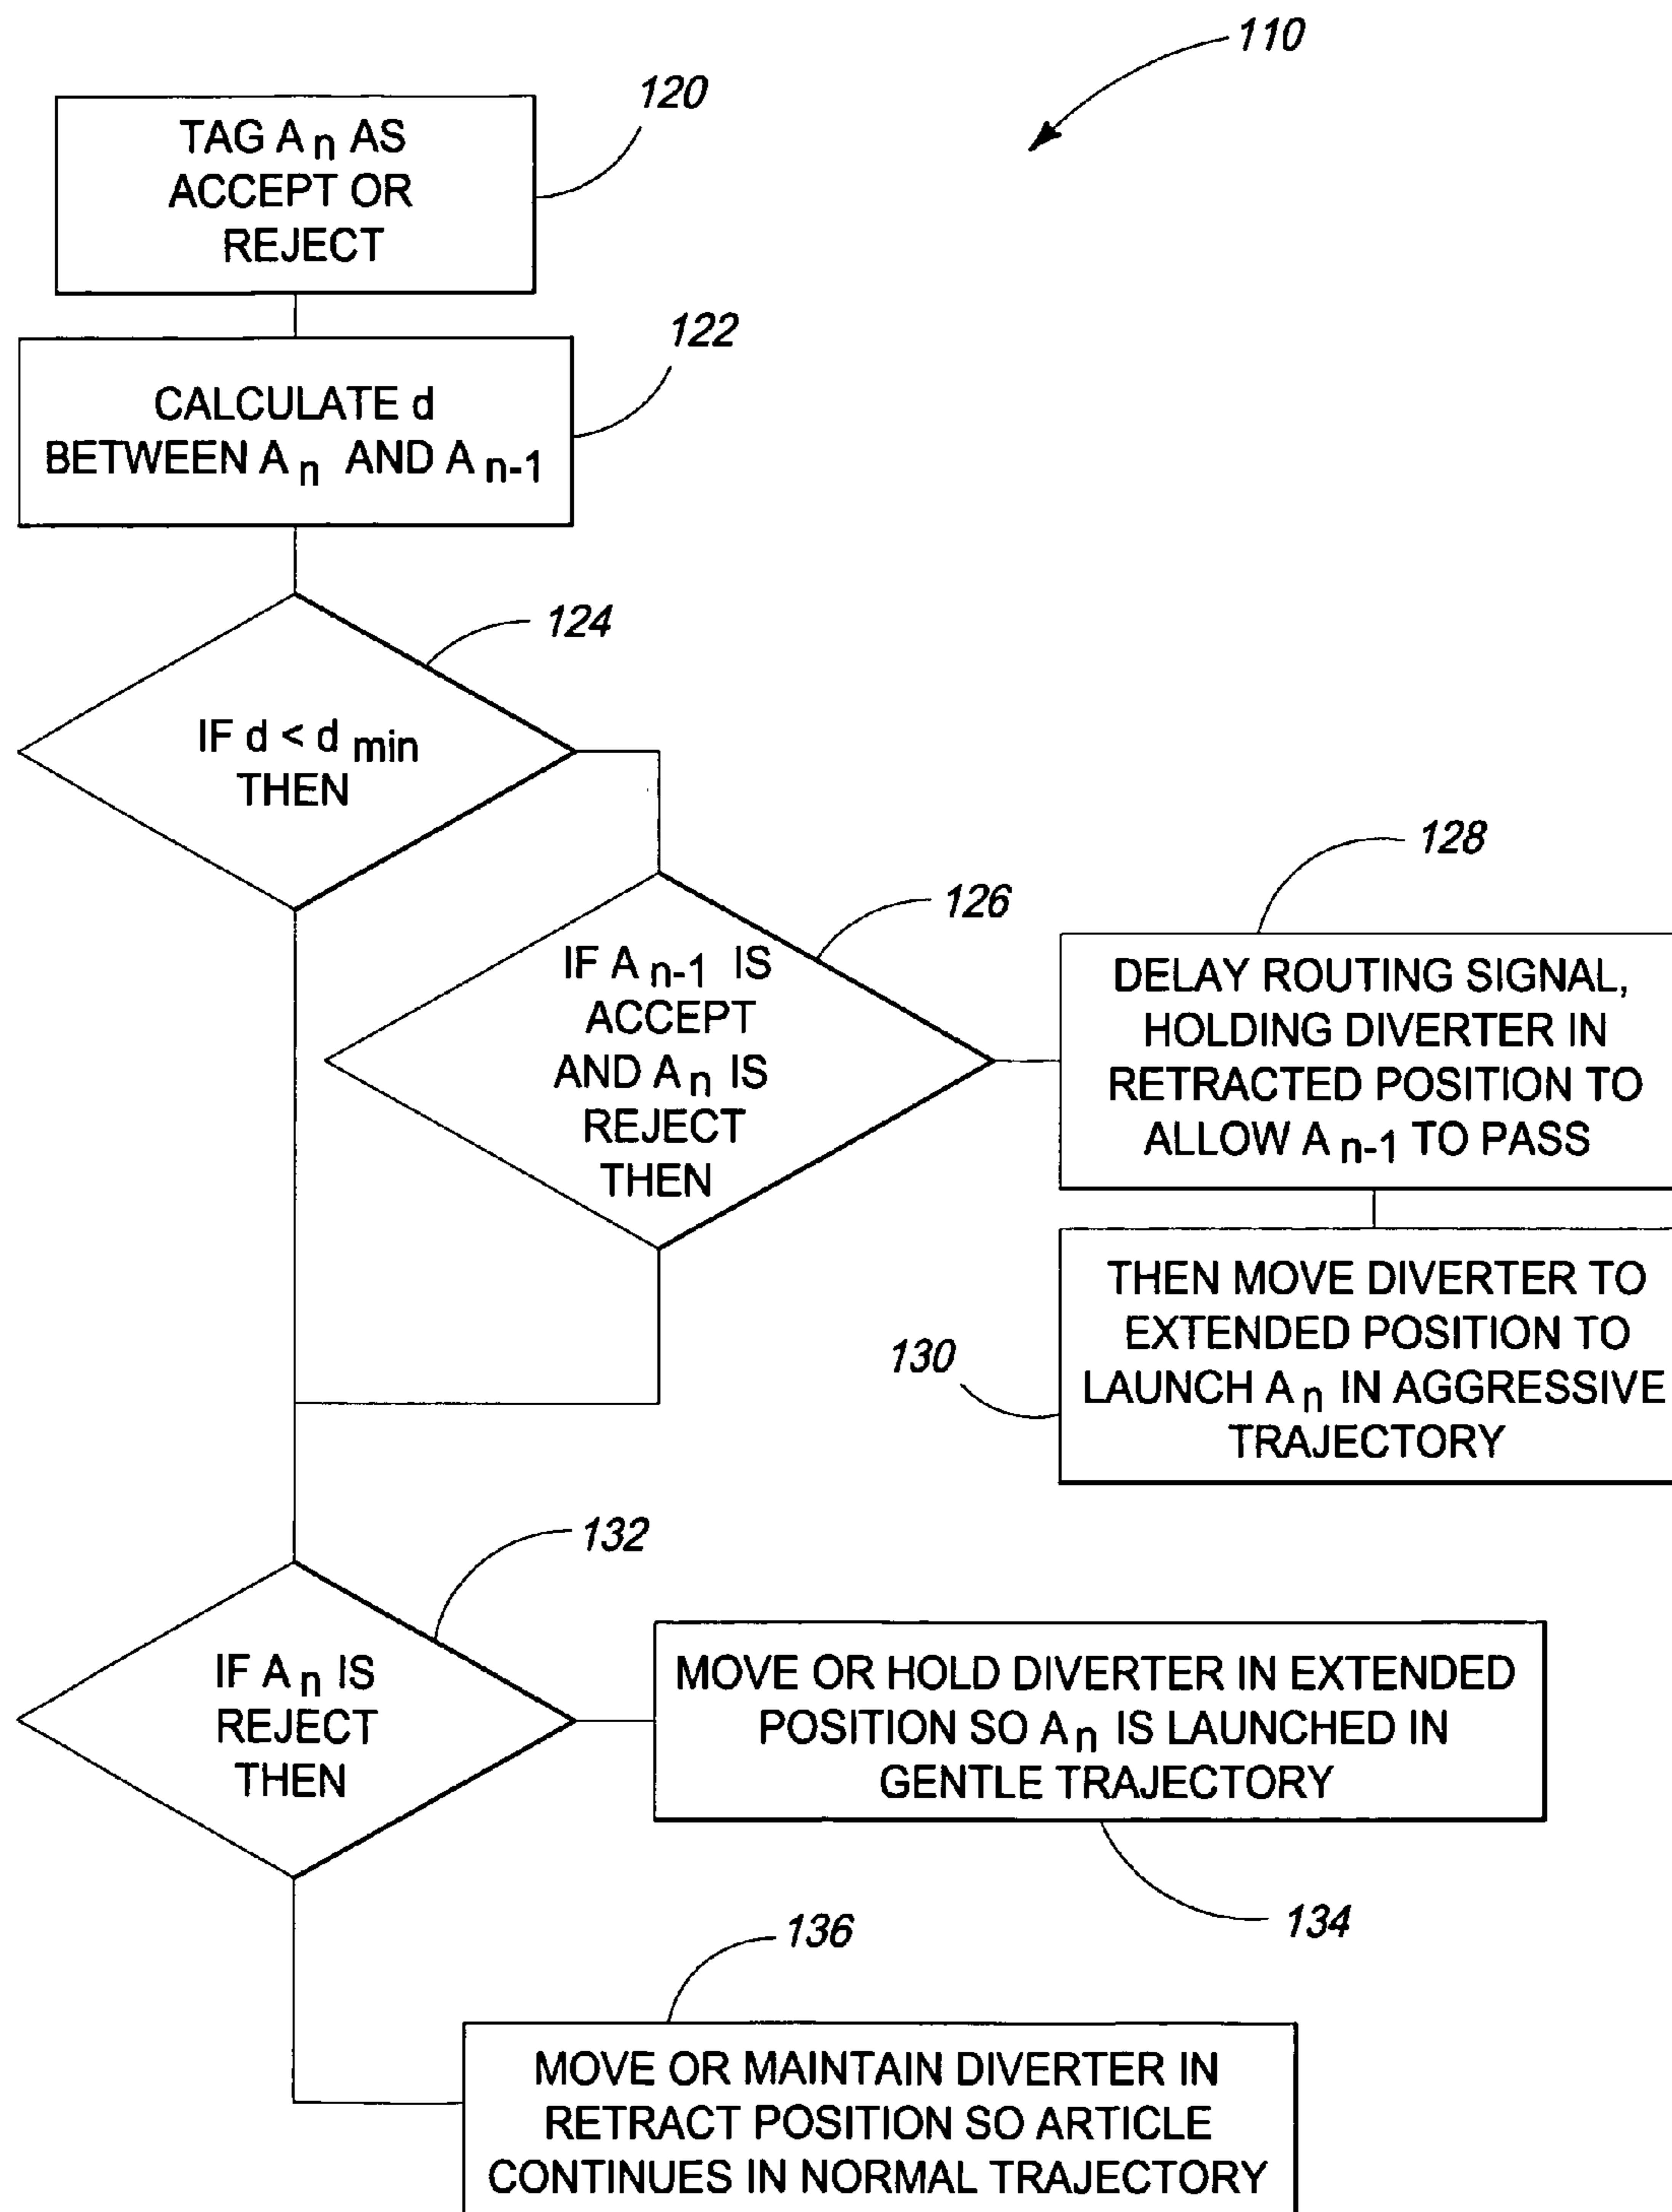 110
120
TAG A n AS
ACCEPT OR
REJECT
122
CALCULATE d
BETWEEN A n AND A n-1
124
IF d < d min
THEN
126
IF A n-1 IS
ACCEPT
AND A n IS
REJECT
THEN
128
DELAY ROUTING SIGNAL,
HOLDING DIVERTER IN
RETRACTED POSITION TO
ALLOW A n-1 TO PASS
130
THEN MOVE DIVERTER TO
EXTENDED POSITION TO
LAUNCH A n IN AGGRESSIVE
TRAJECTORY
132
IF A n IS
REJECT
THEN
MOVE OR HOLD DIVERTER IN EXTENDED
POSITION SO A n IS LAUNCHED IN
GENTLE TRAJECTORY
134
136
MOVE OR MAINTAIN DIVERTER IN
RETRACT POSITION SO ARTICLE
CONTINUES IN NORMAL TRAJECTORY